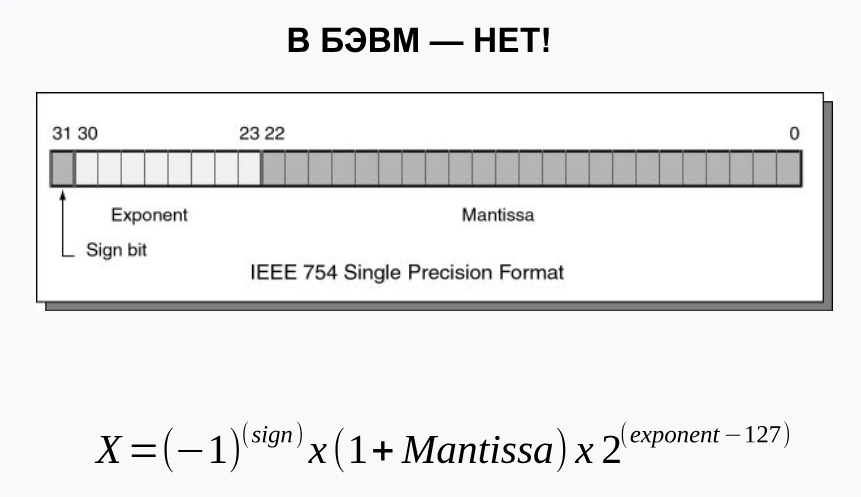 В БЭВМ — НЕТ!
31 30 23 22 0
Exponent Mantissa
Sign bit
IEEE 754 Single Precision Format
X=(−1)^(sign) x(1+Mantissa) x 2^(exponent−127)